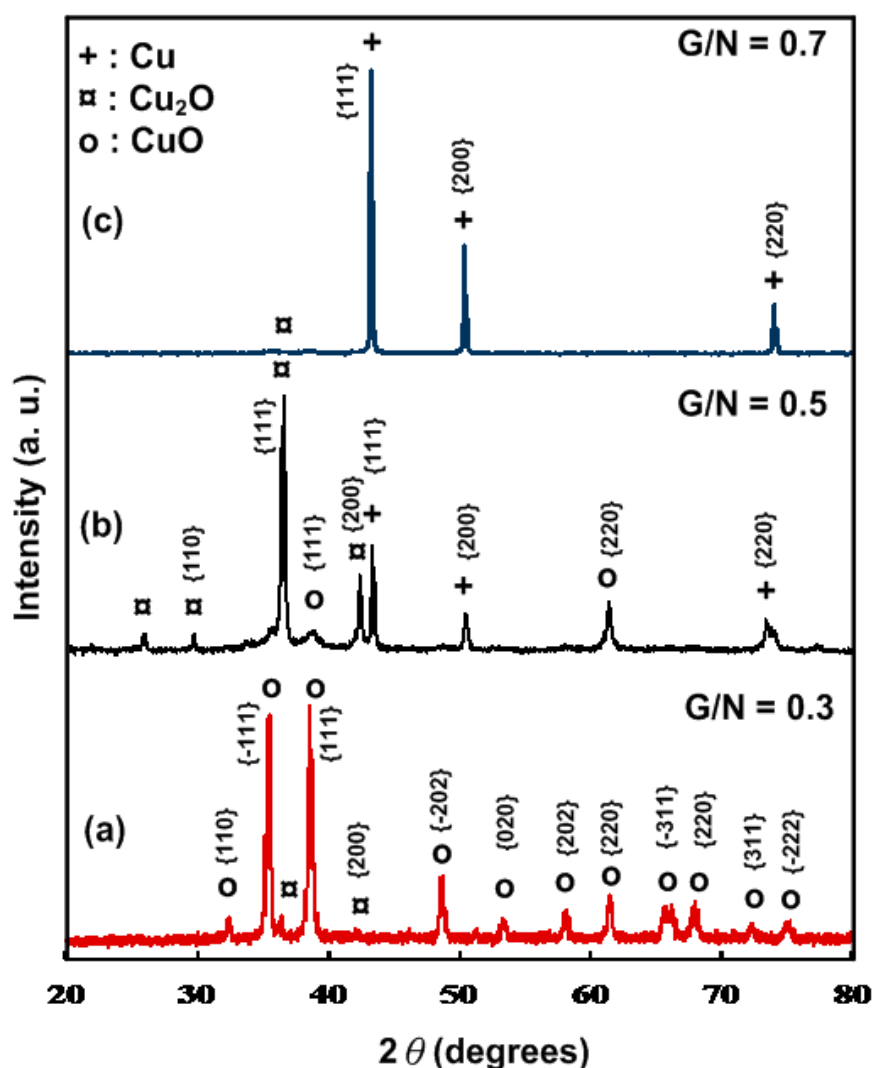 + : Cu
¤ : Cu₂O
o : CuO
G/N = 0.7
(c)
+
{111}
{200}
+
{220}
+
¤
G/N = 0.5
(b)
¤
{111}
¤
{110}
¤
{111}
o
{200}
¤
{111}
+
{200}
+
{220}
o
{220}
+
G/N = 0.3
(a)
o
{-111}
o
{111}
{110}
o
¤
{200}
¤
{-202}
o
{020}
o
{202}
o
{220}
o
{-311}
o
{220}
o
{311}
o
{-222}
o
20 30 40 50 60 70 80
2 θ (degrees)
Intensity (a. u.)